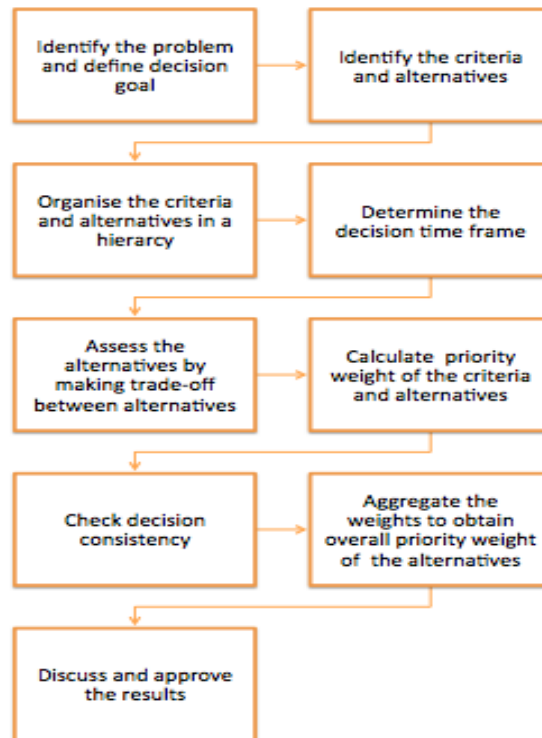 Identify the problem
and define decision
goal
Identify the criteria
and alternatives
Organise the criteria
and alternatives in a
hierarcy
Determine the
decision time frame
Assess the
alternatives by
making trade-off
between alternatives
Calculate priority
weight of the criteria
and alternatives
Check decision
consistency
Aggregate the
weights to obtain
overall priority weight
of the alternatives
Discuss and approve
the results